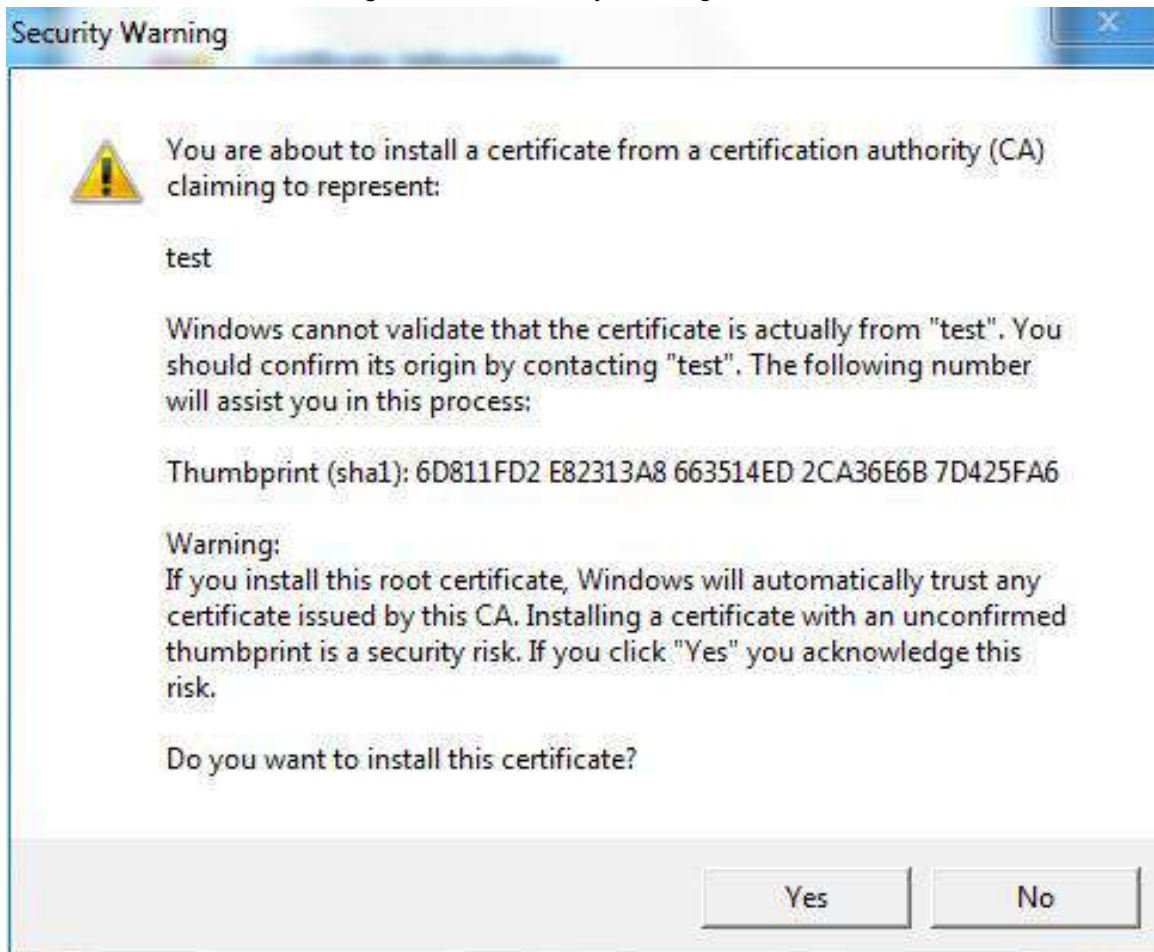 Security Warning
You are about to install a certificate from a certification authority (CA)
claiming to represent:
test
Windows cannot validate that the certificate is actually from "test". You
should confirm its origin by contacting "test". The following number
will assist you in this process:
Thumbprint (sha1): 6D811FD2 E82313A8 663514ED 2CA36E6B 7D425FA6
Warning:
If you install this root certificate, Windows will automatically trust any
certificate issued by this CA. Installing a certificate with an unconfirmed
thumbprint is a security risk. If you click "Yes" you acknowledge this
risk.
Do you want to install this certificate?
Yes
No